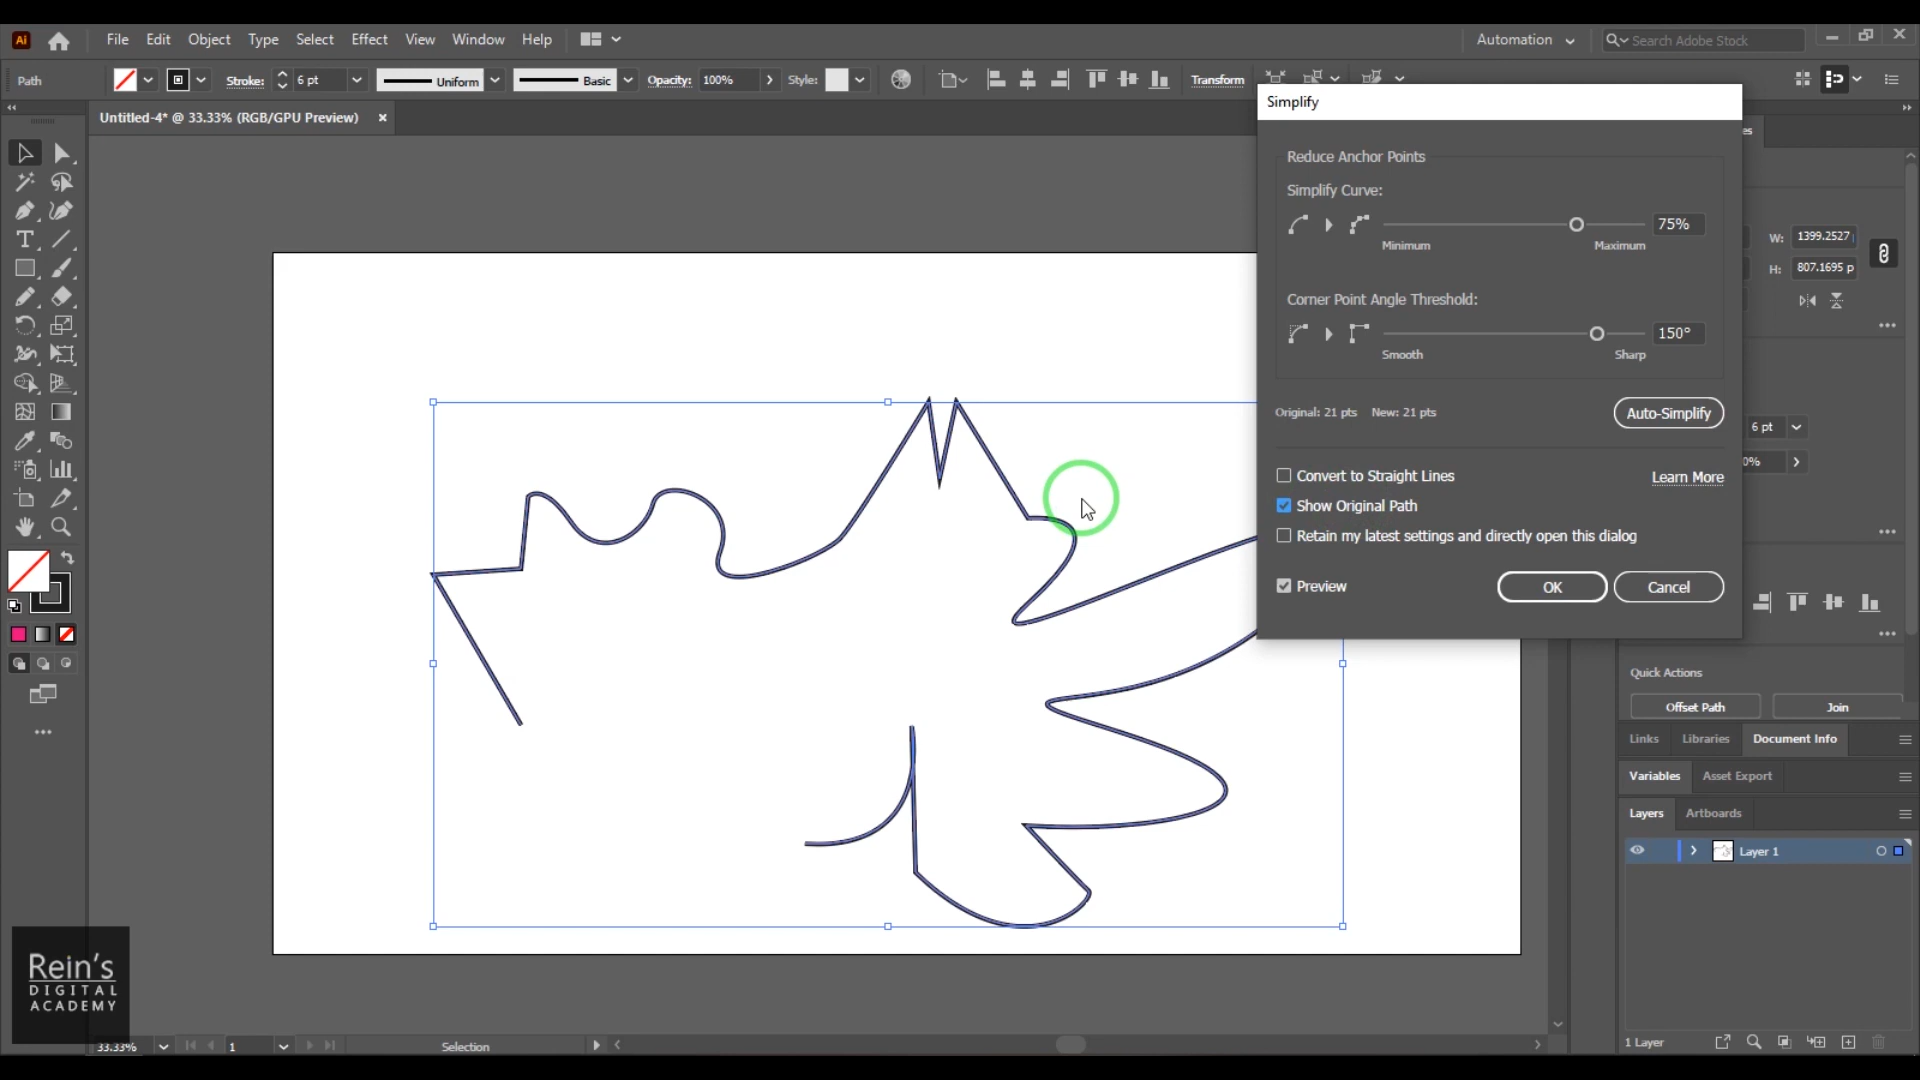 Ai File Edit Object Type Select Effect View Window Help Automation Search Adobe Stock
Path Stroke: 6 pt Uniform Basic Opacity: 100% Style: Transform
Untitled-4* @ 33.33% (RGB/GPU Preview) ×
Simplify
Reduce Anchor Points
Simplify Curve:
75%
Minimum Maximum
Corner Point Angle Threshold:
150°
Smooth Sharp
Original: 21 pts New: 21 pts Auto-Simplify
Convert to Straight Lines Learn More
Show Original Path
Retain my latest settings and directly open this dialog
Preview OK Cancel
es
W: 1399.2527
H: 807.1695 p
6 pt
0%
Quick Actions
Offset Path Join
Links Libraries Document Info
Variables Asset Export
Layers Artboards
Layer 1
1 Layer
Rein's
DIGITAL
ACADEMY
33.33% 1 Selection